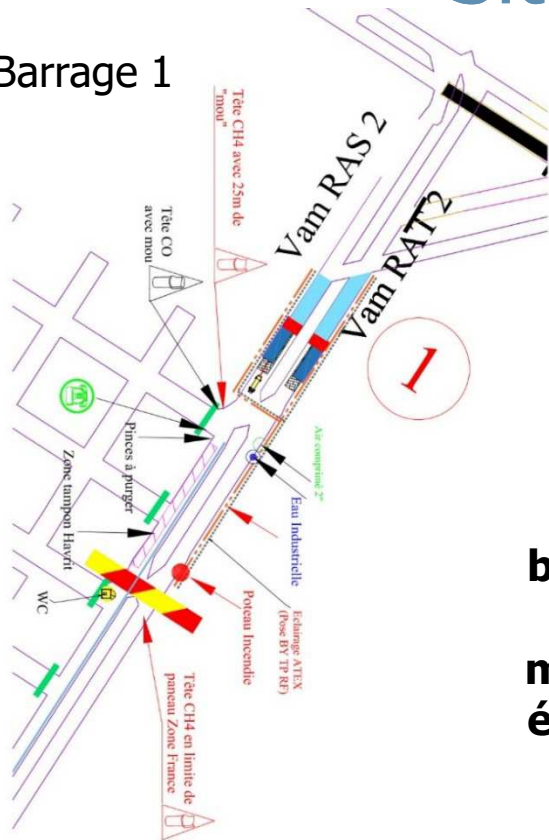 Barrage 1
Tête CH4 avec 25m de
"mou"
Tête CO
avec mou
Vam RAS 2
Vam RAT 2
1
Air comprimé 2"
Eau Industrielle
Pinces à purger
Zone tampon Havrit
WC
Poteau Incendie
Eclairage ATEX
(Pose BY TP RF)
Tête CH4 en limite de
paneau Zone France
b
m
é